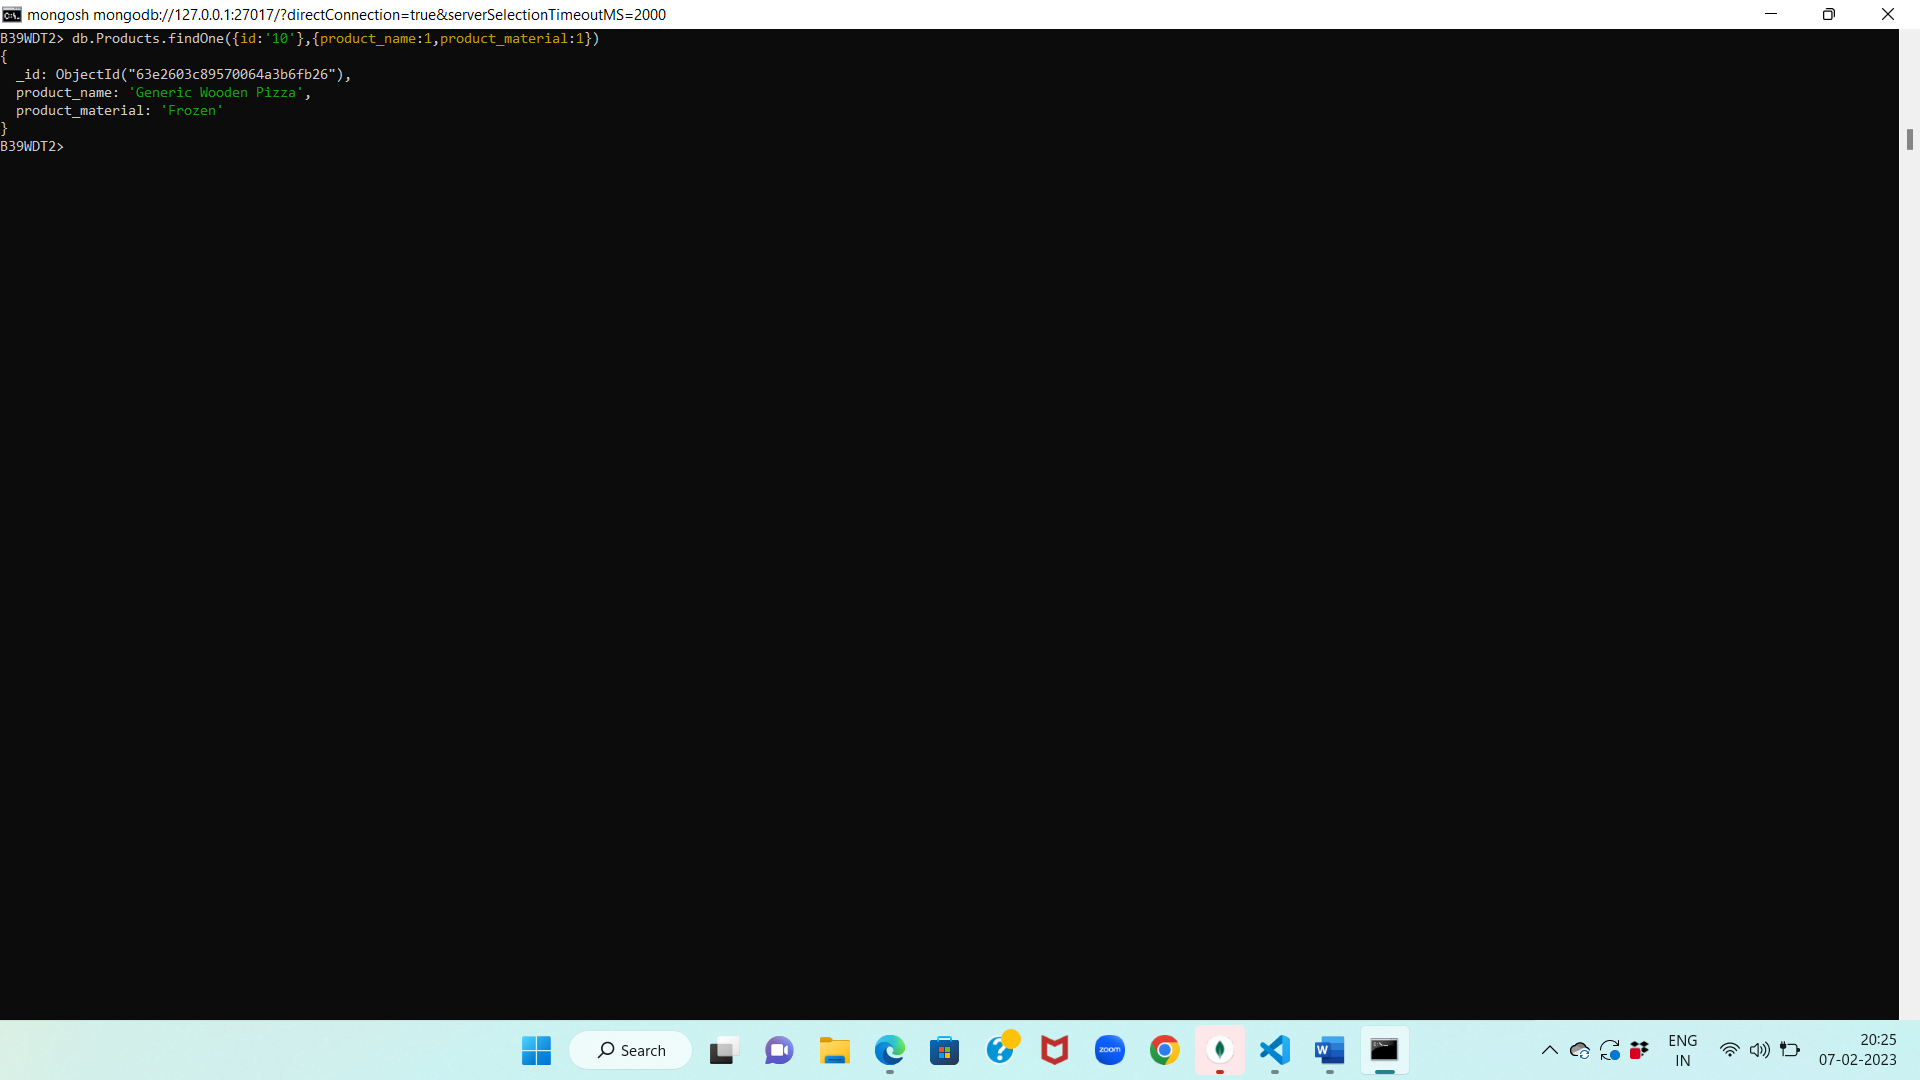 mongosh mongodb://127.0.0.1:27017/?directConnection=true&serverSelectionTimeoutMS=2000
B39WDT2> db.Products.findOne({id:'10'},{product_name:1,product_material:1})
{
  _id: ObjectId("63e2603c89570064a3b6fb26"),
  product_name: 'Generic Wooden Pizza',
  product_material: 'Frozen'
}
B39WDT2>
Search
zoom
W
ENG
IN
20:25
07-02-2023